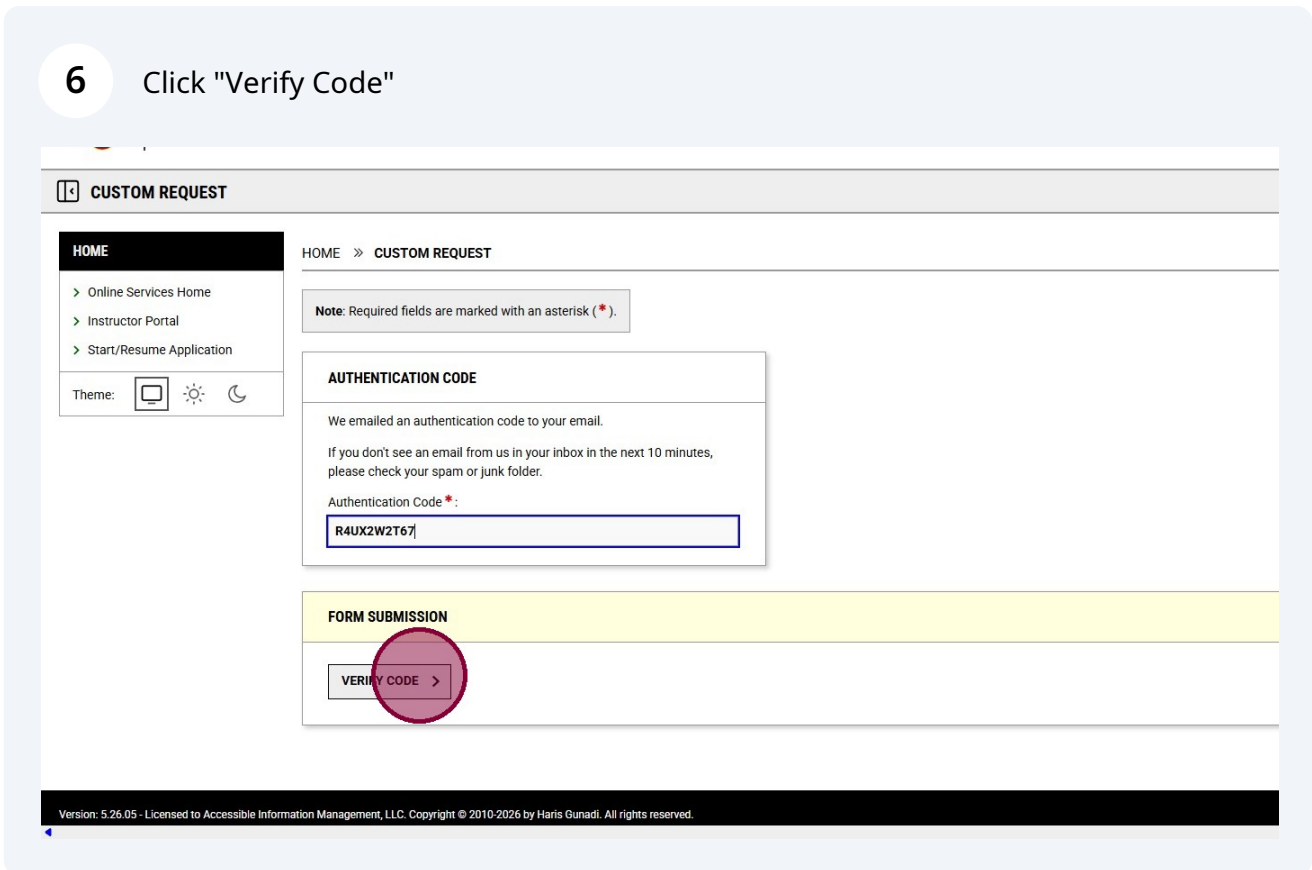 6 Click "Verify Code"
CUSTOM REQUEST
HOME
Online Services Home
Instructor Portal
Start/Resume Application
Theme:
HOME » CUSTOM REQUEST
Note: Required fields are marked with an asterisk (*).
AUTHENTICATION CODE
We emailed an authentication code to your email.
If you don't see an email from us in your inbox in the next 10 minutes,
please check your spam or junk folder.
Authentication Code *:
R4UX2W2T67
FORM SUBMISSION
VERIFY CODE
Version: 5.26.05 - Licensed to Accessible Information Management, LLC. Copyright © 2010-2026 by Haris Gunadi. All rights reserved.